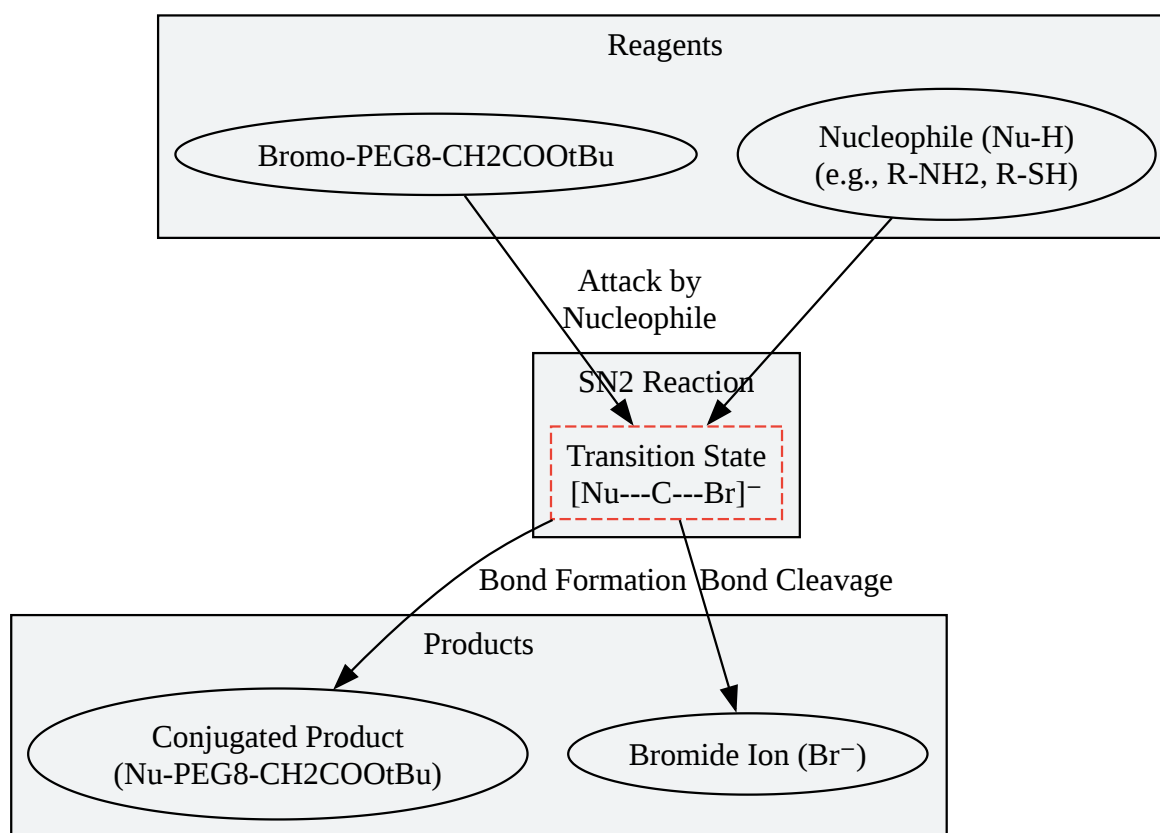 Reagents
Bromo-PEG8-CH2COOtBu
Nucleophile (Nu-H)
(e.g., R-NH2, R-SH)
Attack by
Nucleophile
SN2 Reaction
Transition State
[Nu---C---Br]⁻
Bond Formation
Bond Cleavage
Products
Conjugated Product
(Nu-PEG8-CH2COOtBu)
Bromide Ion (Br⁻)